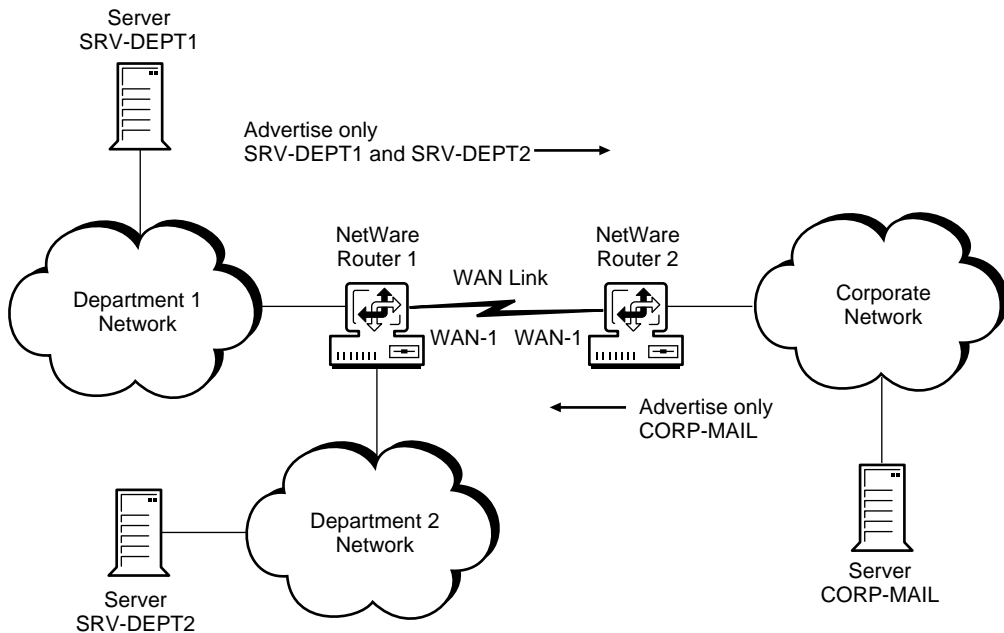 Server
SRV-DEPT1
Advertise only
SRV-DEPT1 and SRV-DEPT2
NetWare
Router 1
NetWare
Router 2
WAN Link
Department 1
Network
Corporate
Network
WAN-1
WAN-1
Advertise only
CORP-MAIL
Department 2
Network
Server
CORP-MAIL
Server
SRV-DEPT2